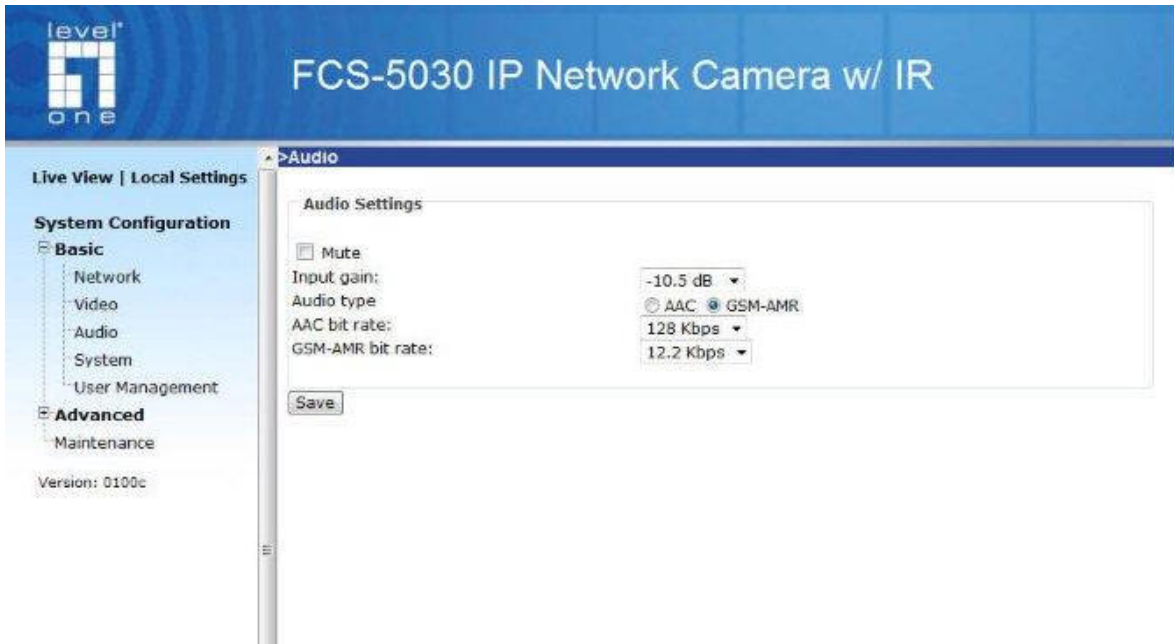 level
one
FCS-5030 IP Network Camera w/ IR
Live View | Local Settings
System Configuration
Basic
Network
Video
Audio
System
User Management
Advanced
Maintenance
Version: 0100c
>Audio
Audio Settings
Mute
Input gain: -10.5 dB
Audio type AAC GSM-AMR
AAC bit rate: 128 Kbps
GSM-AMR bit rate: 12.2 Kbps
Save